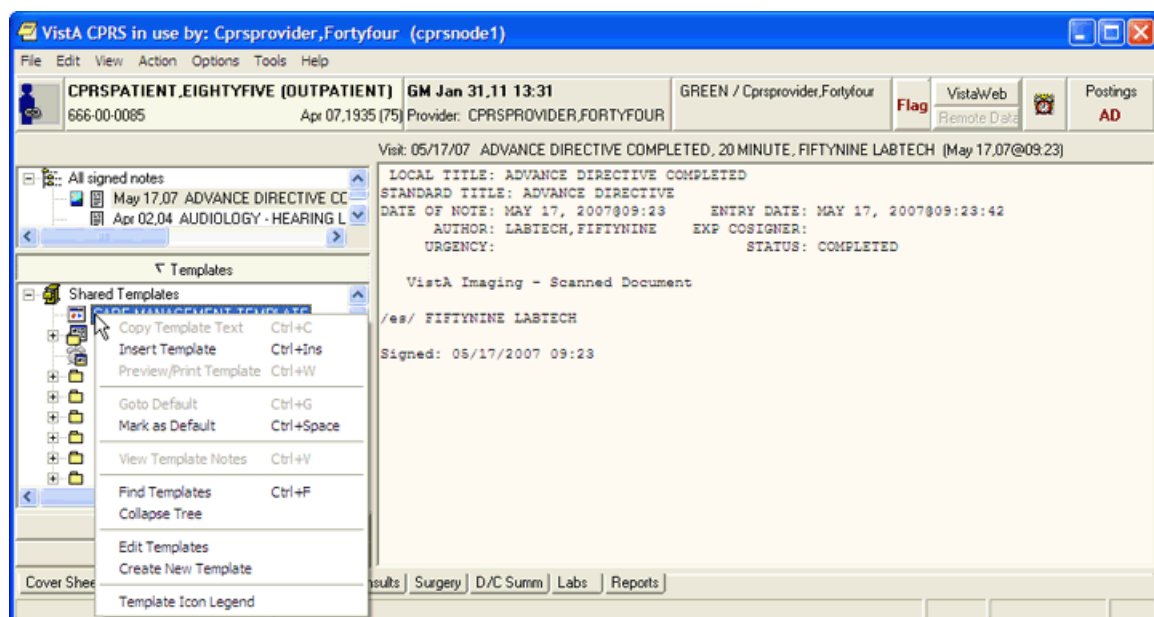 VistA CPRS in use by: Cprsprovider,Fortyfour (cprsnode1)
File Edit View Action Options Tools Help
CPRSPATIENT,EIGHTYFIVE (OUTPATIENT) GM Jan 31,11 13:31 GREEN / Cprsprovider,Fortyfour Flag VistaWeb Postings
666-00-0085 Apr 07,1935 (75) Provider: CPRSPROVIDER,FORTYFOUR Remote Data AD
Visit: 05/17/07 ADVANCE DIRECTIVE COMPLETED, 20 MINUTE, FIFTYNINE LABTECH (May 17,07@09:23)
All signed notes
May 17,07 ADVANCE DIRECTIVE CC
Apr 02,04 AUDIOLOGY - HEARING L
Templates
Shared Templates
CARE MANAGEMENT TEMPLATE
Copy Template Text Ctrl+C
Insert Template Ctrl+Ins
Preview/Print Template Ctrl+W
Goto Default Ctrl+G
Mark as Default Ctrl+Space
View Template Notes Ctrl+V
Find Templates Ctrl+F
Collapse Tree
Edit Templates
Create New Template
Template Icon Legend
LOCAL TITLE: ADVANCE DIRECTIVE COMPLETED
STANDARD TITLE: ADVANCE DIRECTIVE
DATE OF NOTE: MAY 17, 2007@09:23 ENTRY DATE: MAY 17, 2007@09:23:42
AUTHOR: LABTECH,FIFTYNINE EXP COSIGNER:
URGENCY: STATUS: COMPLETED
VistA Imaging - Scanned Document
/es/ FIFTYNINE LABTECH
Signed: 05/17/2007 09:23
Cover Shee nsults Surgery D/C Summ Labs Reports